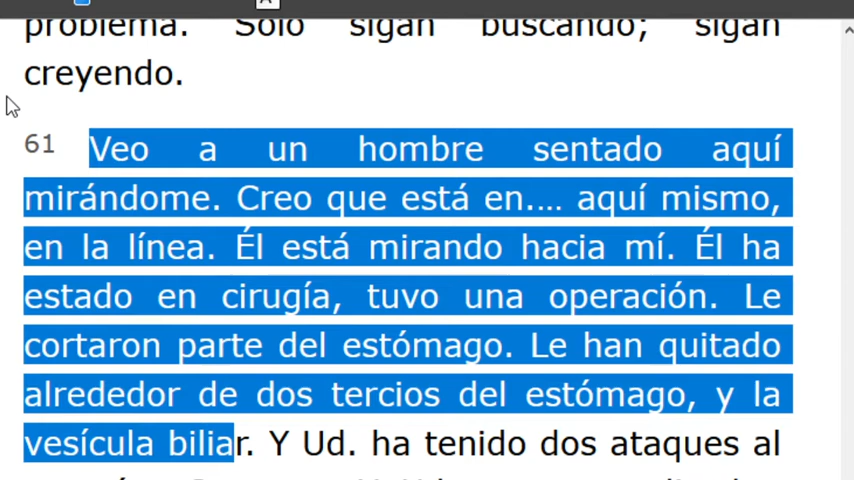 problema. Solo sigan buscando; sigan
creyendo.
61 Veo a un hombre sentado aquí
mirándome. Creo que está en.… aquí mismo,
en la línea. Él está mirando hacia mí. Él ha
estado en cirugía, tuvo una operación. Le
cortaron parte del estómago. Le han quitado
alrededor de dos tercios del estómago, y la
vesícula biliar. Y Ud. ha tenido dos ataques al